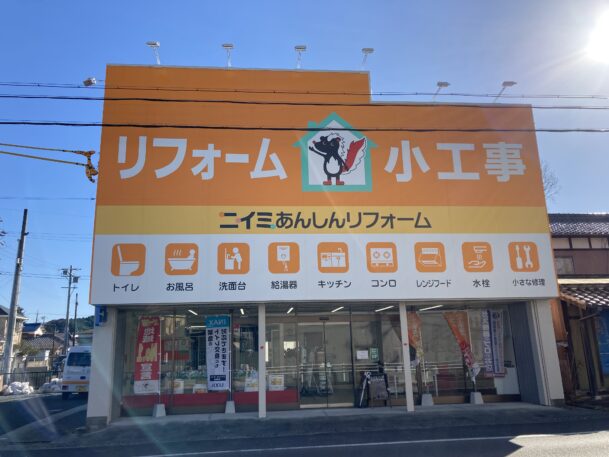 リフォーム 小工事
ニイミあんしんリフォーム
トイレ お風呂 洗面台 給湯器 キッチン コンロ レンジフード 水栓 小さな修理
INAX